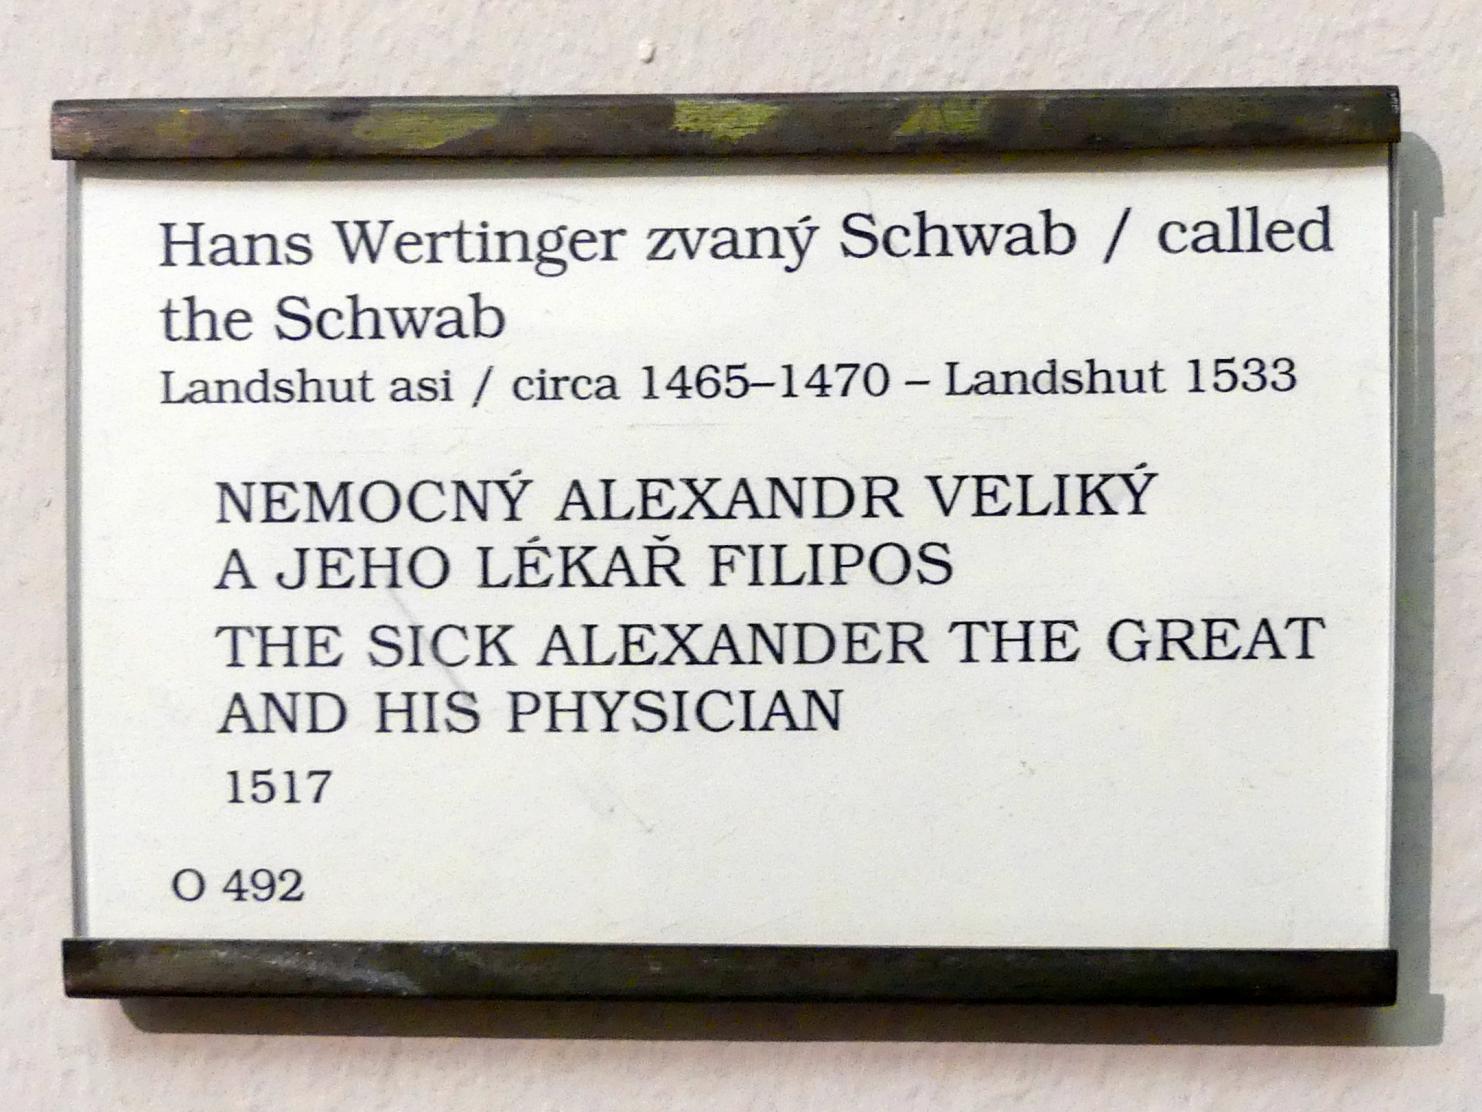 Hans Wertinger zvaný Schwab / called
the Schwab
Landshut asi / circa 1465–1470 – Landshut 1533
NEMOCNÝ ALEXANDR VELIKÝ
A JEHO LÉKAŘ FILIPOS
THE SICK ALEXANDER THE GREAT
AND HIS PHYSICIAN
1517
O 492